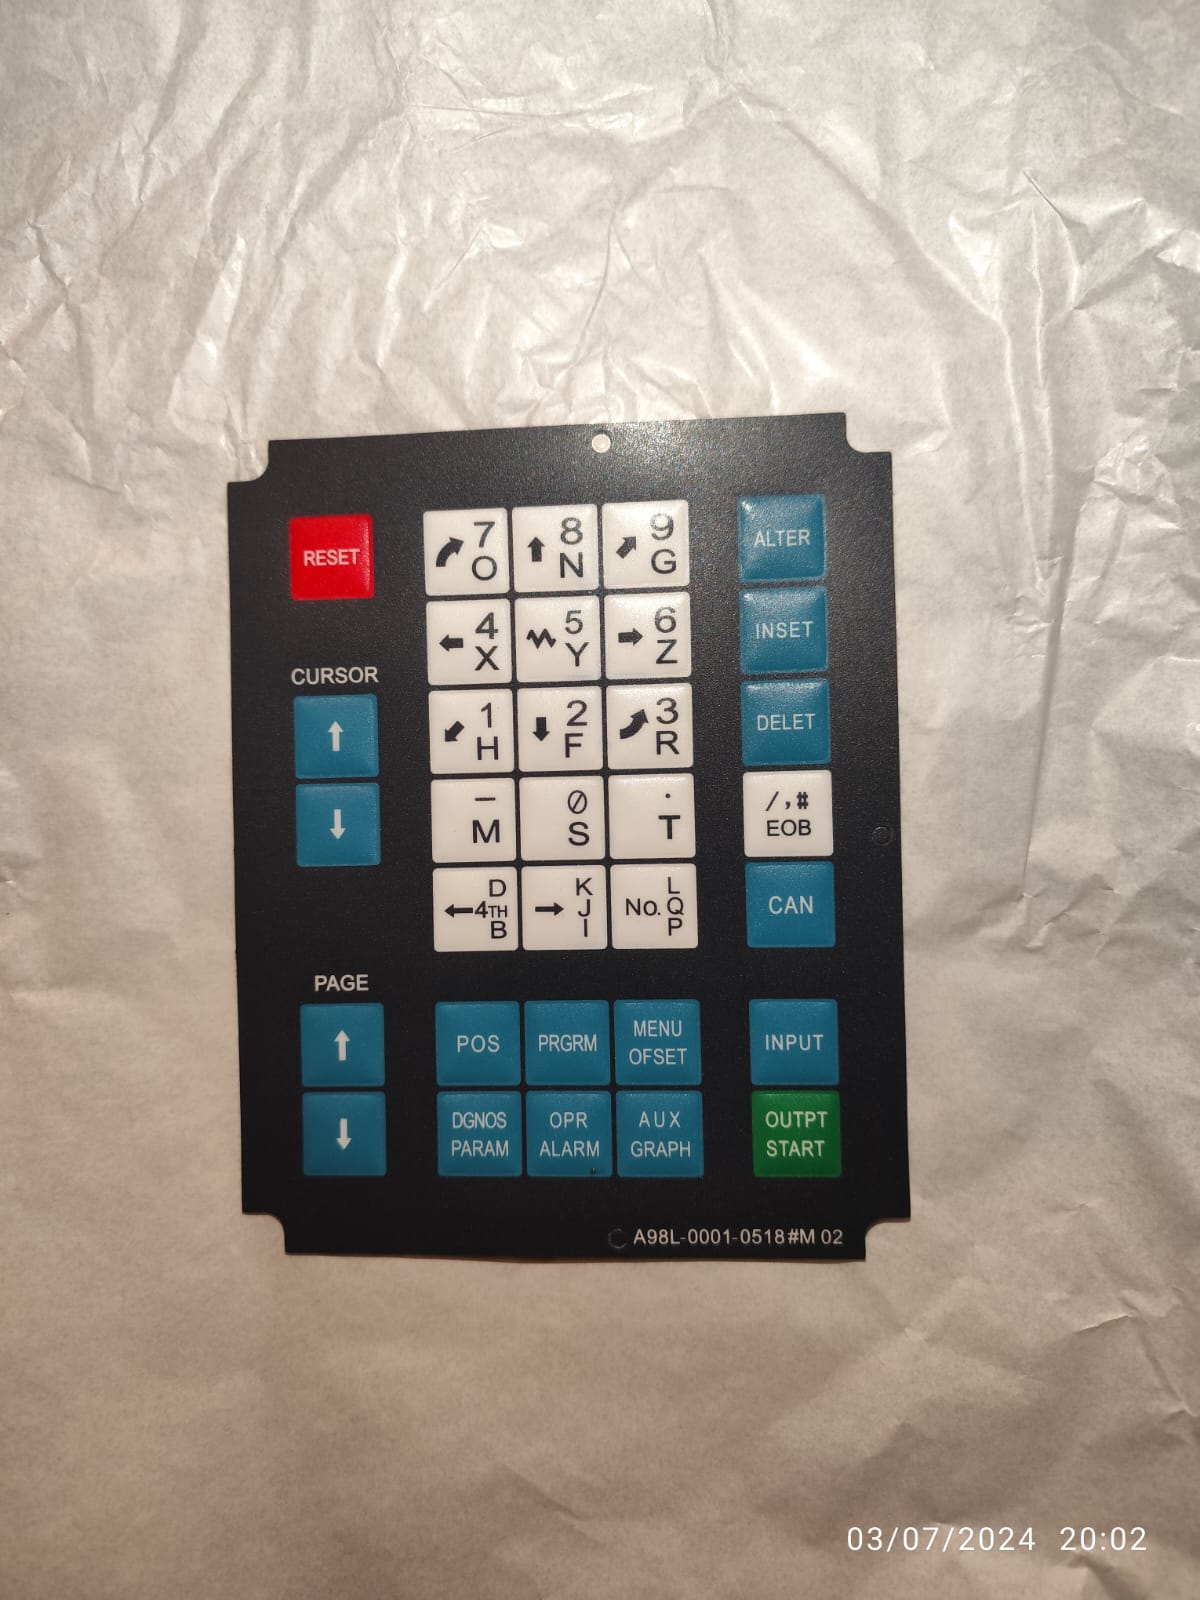 RESET
7
O
8
N
9
G
ALTER
4
X
5
Y
6
Z
INSET
CURSOR
↑
1
H
2
F
3
R
DELET
↓
–
M
0
S
.
T
/,#
EOB
D
←4TH
B
K
→ J
I
L
No. Q
P
CAN
PAGE
↑
POS
PRGRM
MENU
OFSET
INPUT
↓
DGNOS
PARAM
OPR
ALARM
AUX
GRAPH
OUTPT
START
A98L-0001-0518#M 02
03/07/2024 20:02